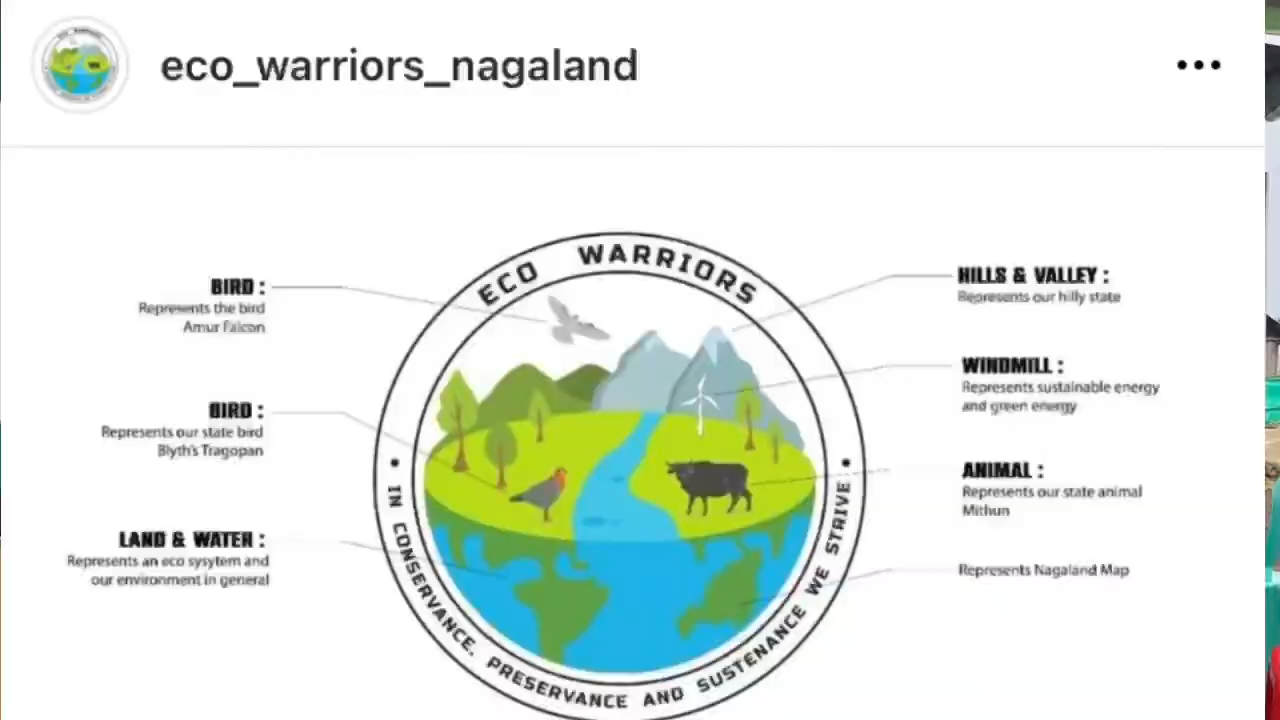 eco_warriors_nagaland
ECO WARRIORS
BIRD :
Represents the bird
Amur Falcon
BIRD :
Represents our state bird
Blyth's Tragopan
LAND & WATER :
Represents an eco sysytem and
our environment in general
HILLS & VALLEY :
Represents our hilly state
WINDMILL :
Represents sustainable energy
and green energy
ANIMAL :
Represents our state animal
Mithun
Represents Nagaland Map
• IN CONSERVANCE, PRESERVANCE AND SUSTENANCE WE STRIVE •